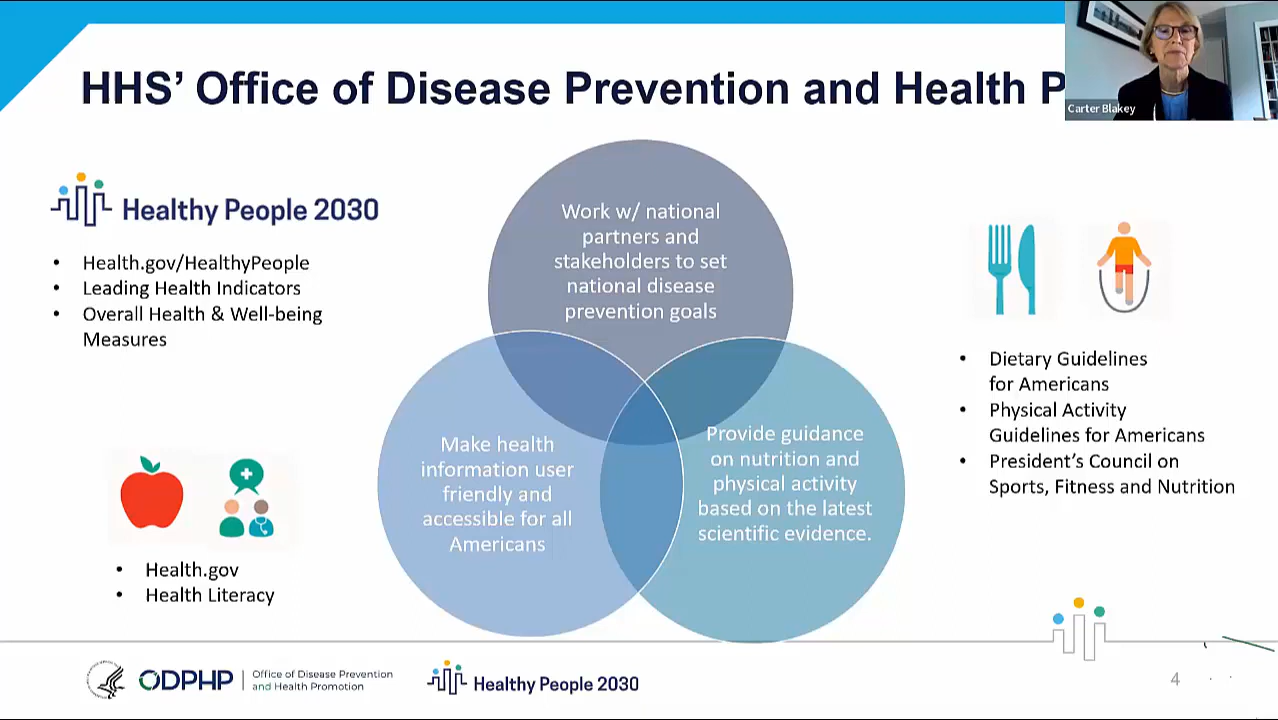 HHS’ Office of Disease Prevention and Health P
Carter Blakey
Healthy People 2030
• Health.gov/HealthyPeople
• Leading Health Indicators
• Overall Health & Well-being
Measures
Work w/ national
partners and
stakeholders to set
national disease
prevention goals
• Dietary Guidelines
for Americans
• Physical Activity
Guidelines for Americans
• President’s Council on
Sports, Fitness and Nutrition
Make health
information user
friendly and
accessible for all
Americans
Provide guidance
on nutrition and
physical activity
based on the latest
scientific evidence.
• Health.gov
• Health Literacy
ODPHP
Office of Disease Prevention
and Health Promotion
Healthy People 2030
4